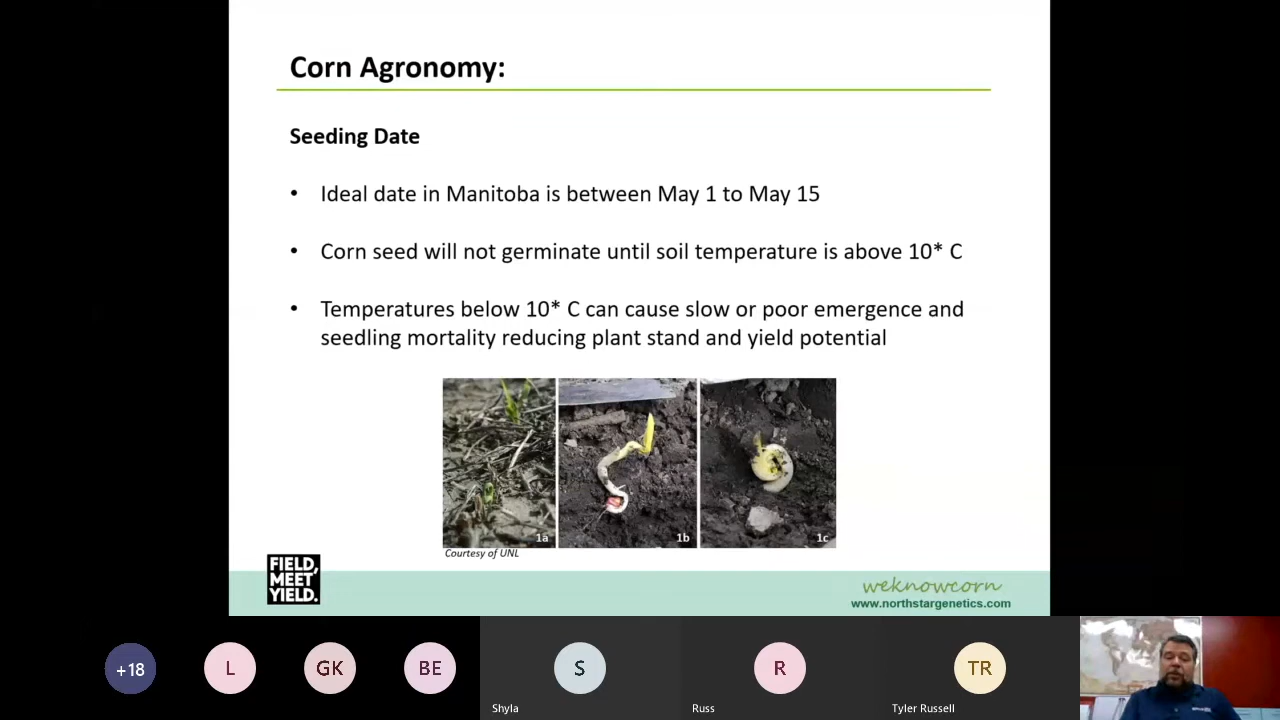 Corn Agronomy:
Seeding Date
• Ideal date in Manitoba is between May 1 to May 15
• Corn seed will not germinate until soil temperature is above 10* C
• Temperatures below 10* C can cause slow or poor emergence and
seedling mortality reducing plant stand and yield potential
1a
1b
1c
Courtesy of UNL
FIELD,
MEET
YIELD.
weknowcorn
www.northstargenetics.com
+18
L
GK
BE
S
R
TR
Shyla
Russ
Tyler Russell